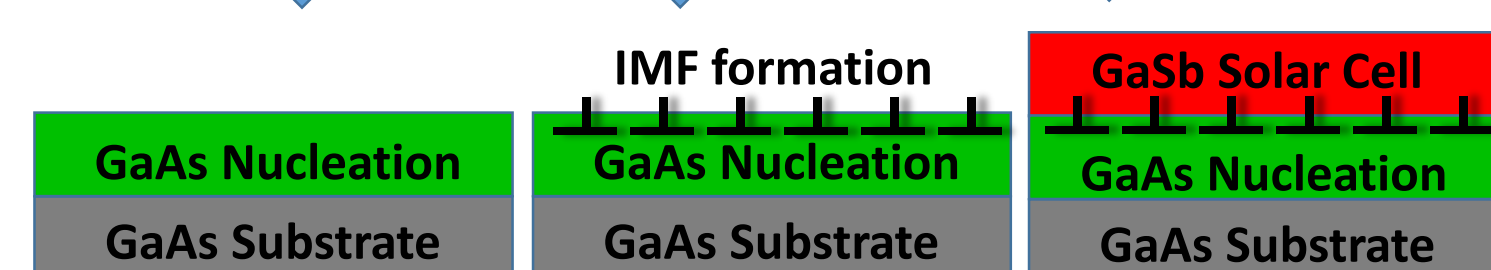 GaAs Nucleation
GaAs Substrate
IMF formation
GaAs Nucleation
GaAs Substrate
GaSb Solar Cell
GaAs Nucleation
GaAs Substrate